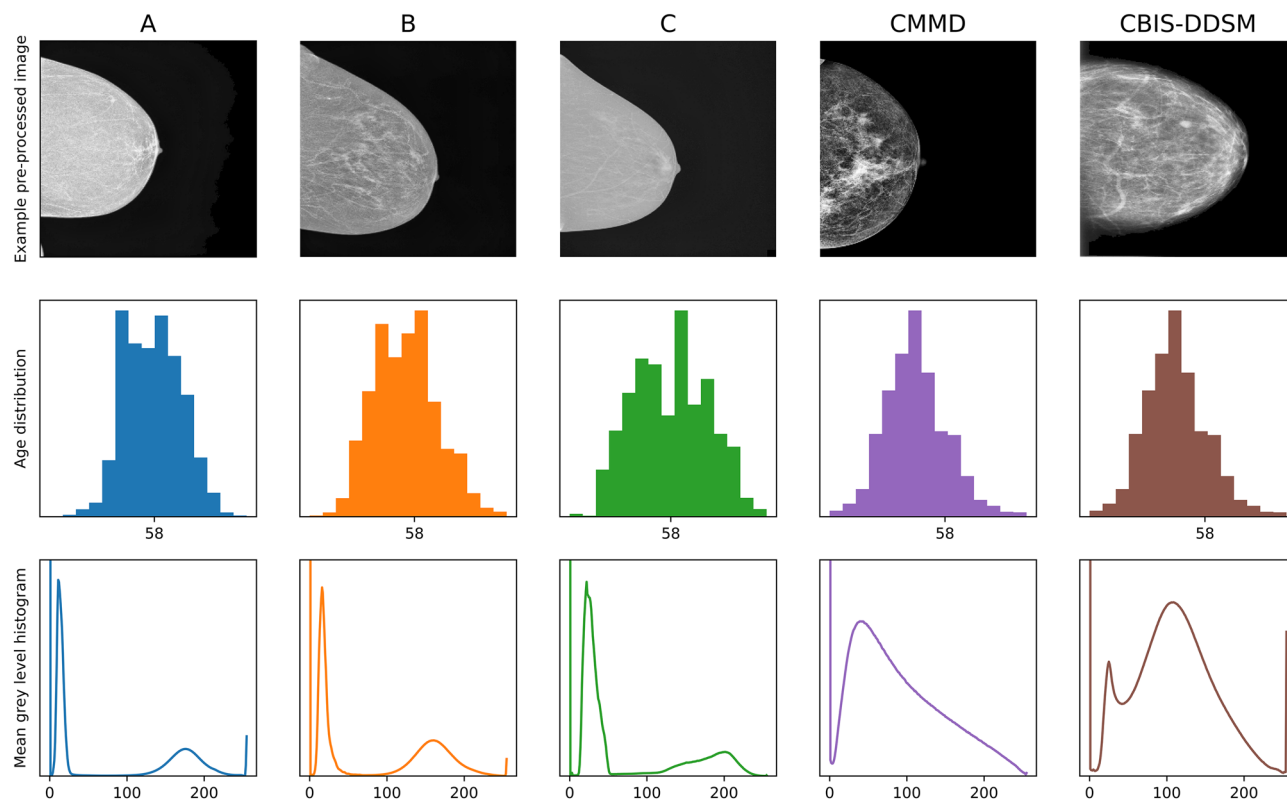 A B C CMMD CBIS-DDSM
Example pre-processed image
Age distribution
58 58 58 58 58
Mean grey level histogram
0 100 200 0 100 200 0 100 200 0 100 200 0 100 200